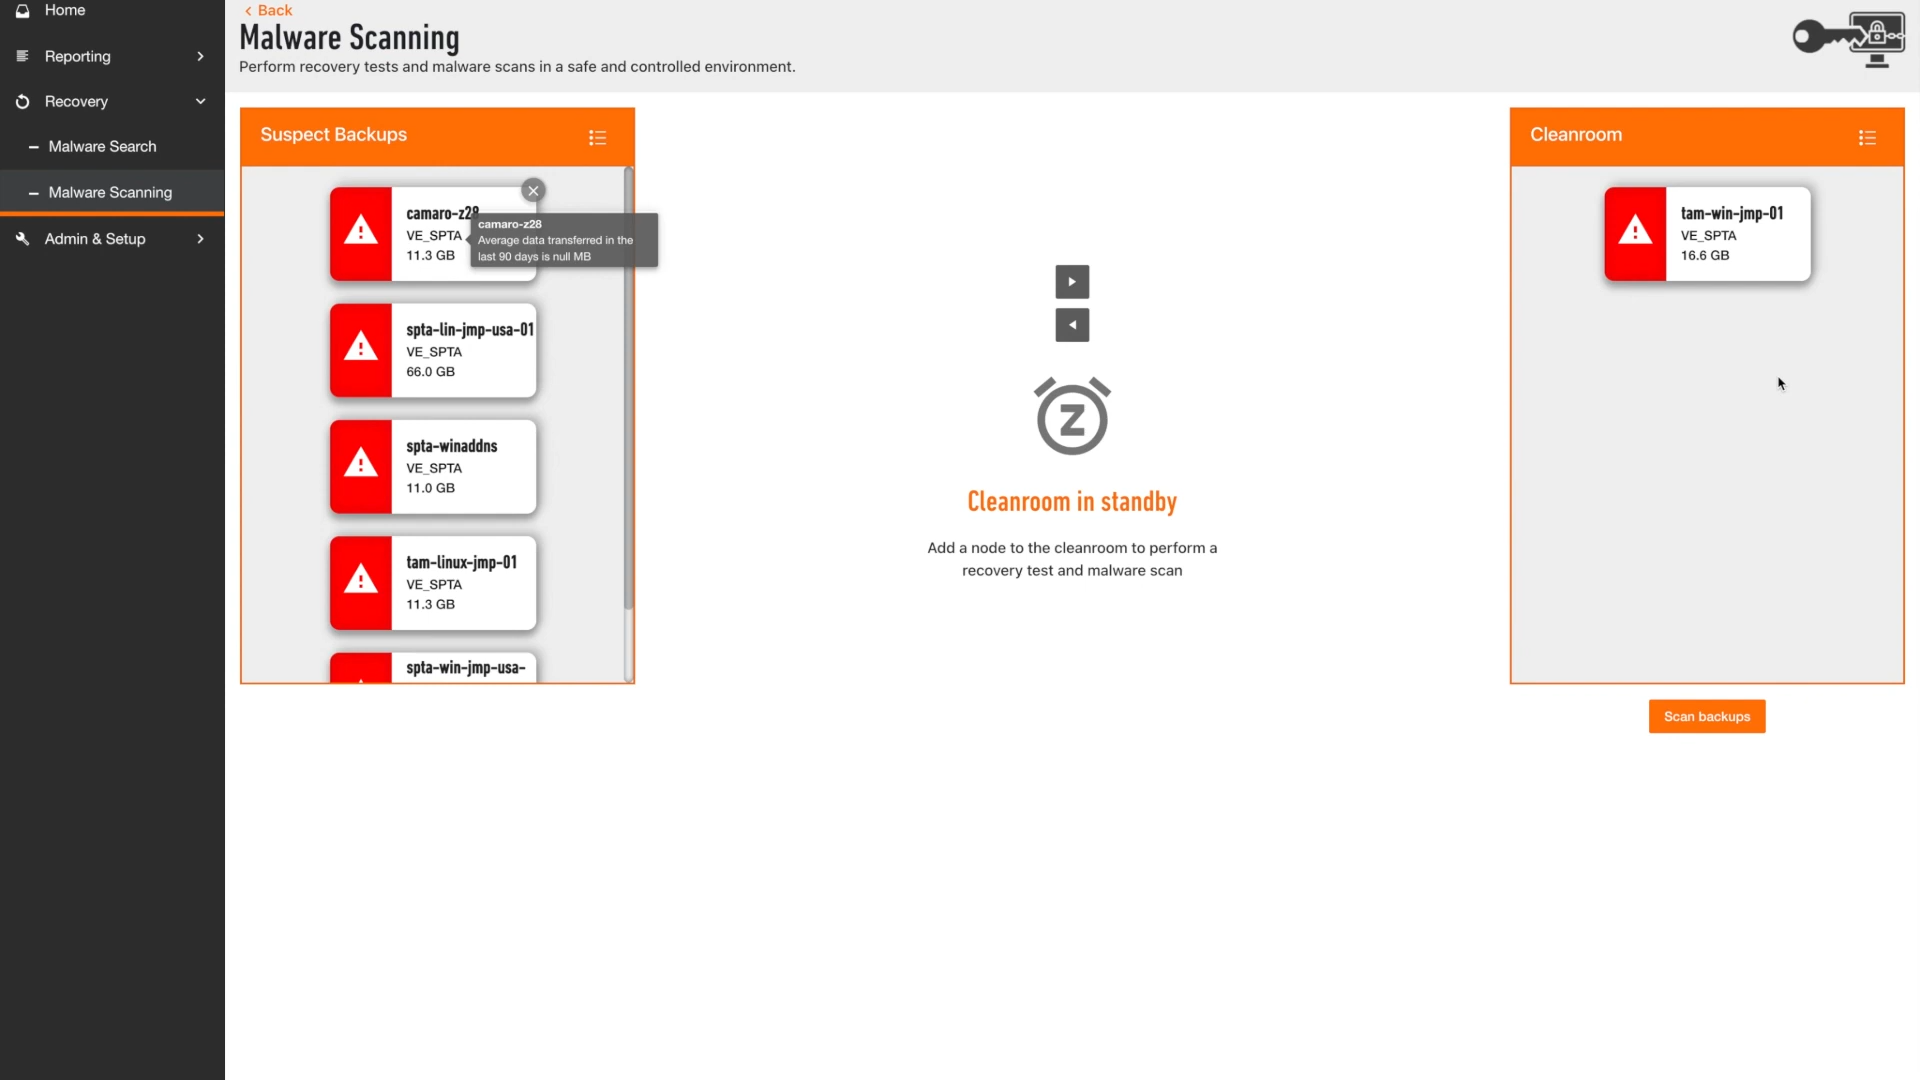 Home
Reporting
Recovery
Malware Search
Malware Scanning
Admin & Setup
Back
Malware Scanning
Perform recovery tests and malware scans in a safe and controlled environment.
Suspect Backups
camaro-z28
VE_SPTA
11.3 GB
camaro-z28
Average data transferred in the
last 90 days is null MB
spta-lin-jmp-usa-01
VE_SPTA
66.0 GB
spta-winaddns
VE_SPTA
11.0 GB
tam-linux-jmp-01
VE_SPTA
11.3 GB
spta-win-jmp-usa-
Z
Cleanroom in standby
Add a node to the cleanroom to perform a
recovery test and malware scan
Cleanroom
tam-win-jmp-01
VE_SPTA
16.6 GB
Scan backups